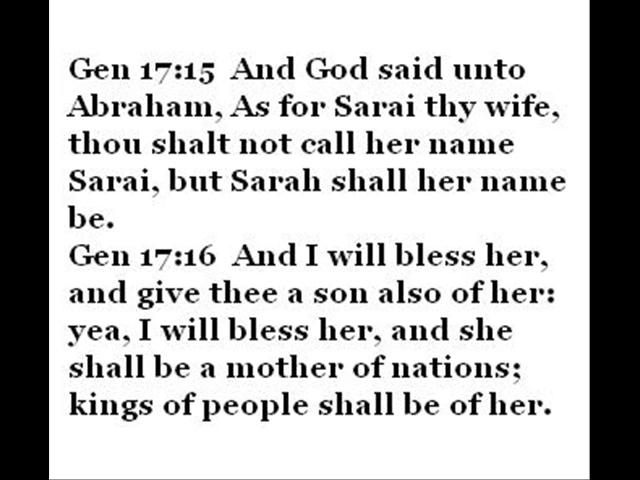 Gen 17:15  And God said unto
Abraham, As for Sarai thy wife,
thou shalt not call her name
Sarai, but Sarah shall her name
be.
Gen 17:16  And I will bless her,
and give thee a son also of her:
yea, I will bless her, and she
shall be a mother of nations;
kings of people shall be of her.